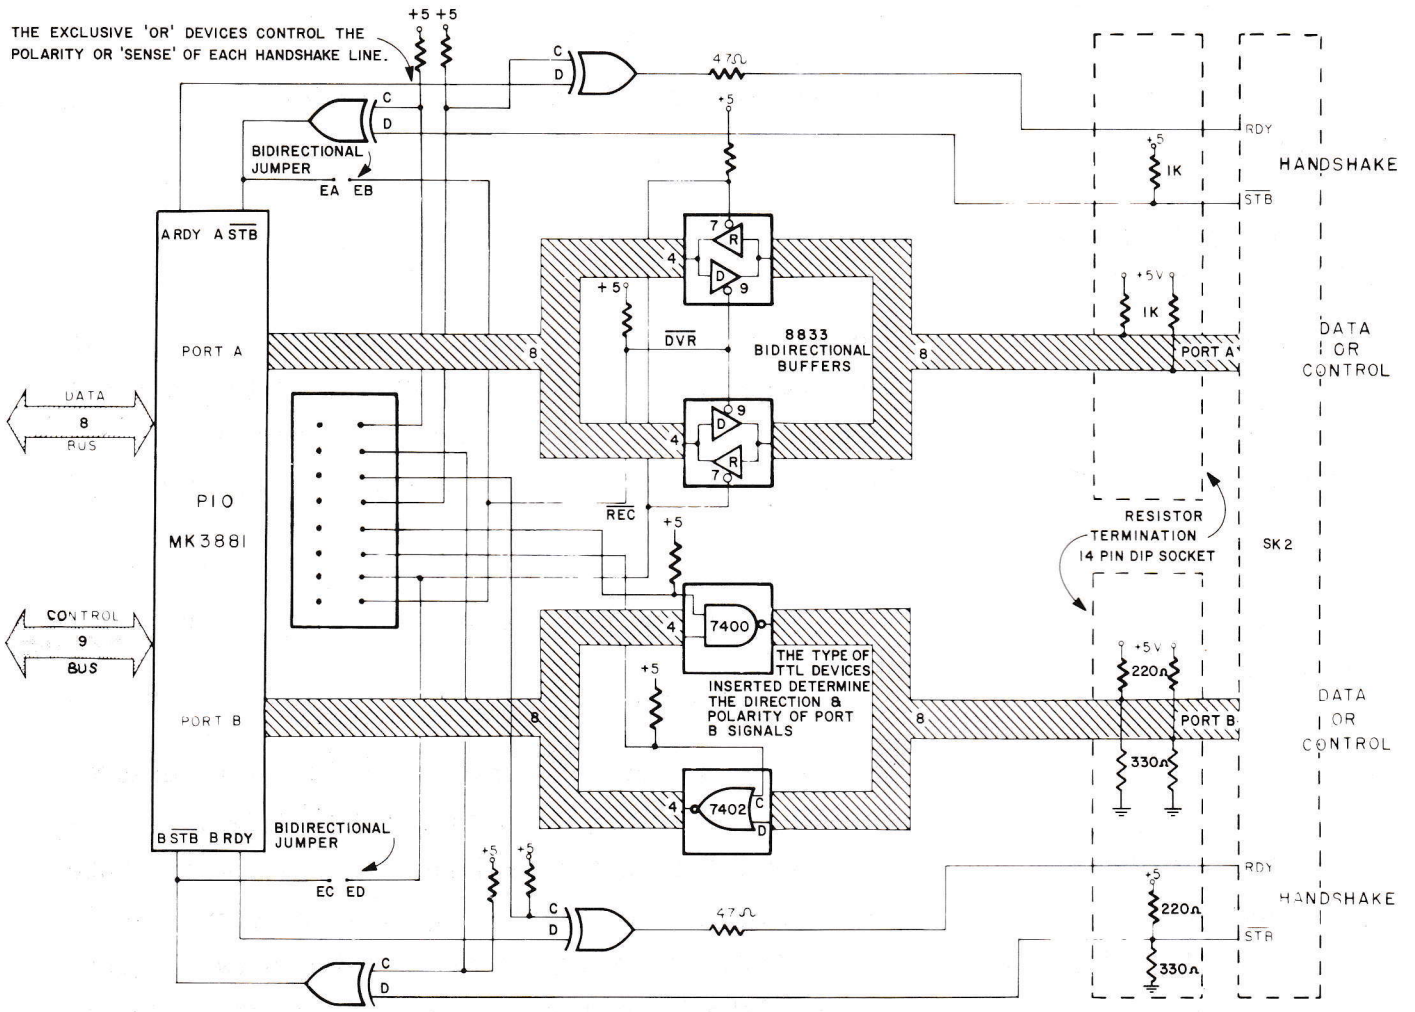 +5 +5
THE EXCLUSIVE 'OR' DEVICES CONTROL THE
POLARITY OR 'SENSE' OF EACH HANDSHAKE LINE.
C
D
47Ω
+5
C
D
RDY
BIDIRECTIONAL
JUMPER
EA EB
+5
1K
HANDSHAKE
STB
A RDY A STB
7
R
4
D
9
+5
+5V
1K
DVR
8833
BIDIRECTIONAL
BUFFERS
PORT A
8
8
PORT A
DATA
OR
CONTROL
DATA
8
BUS
9
D
4
R
7
PIO
MK3881
REC
+5
RESISTOR
TERMINATION
14 PIN DIP SOCKET
SK2
CONTROL
9
BUS
4
7400
THE TYPE OF
TTL DEVICES
INSERTED DETERMINE
THE DIRECTION &
POLARITY OF PORT
B SIGNALS
+5
+5V
220Ω
PORT B
8
8
PORT B
DATA
OR
CONTROL
330Ω
4
7402
C
D
B STB B RDY
BIDIRECTIONAL
JUMPER
EC ED
+5 +5
C
D
47Ω
RDY
+5
220Ω
HANDSHAKE
STB
C
D
330Ω